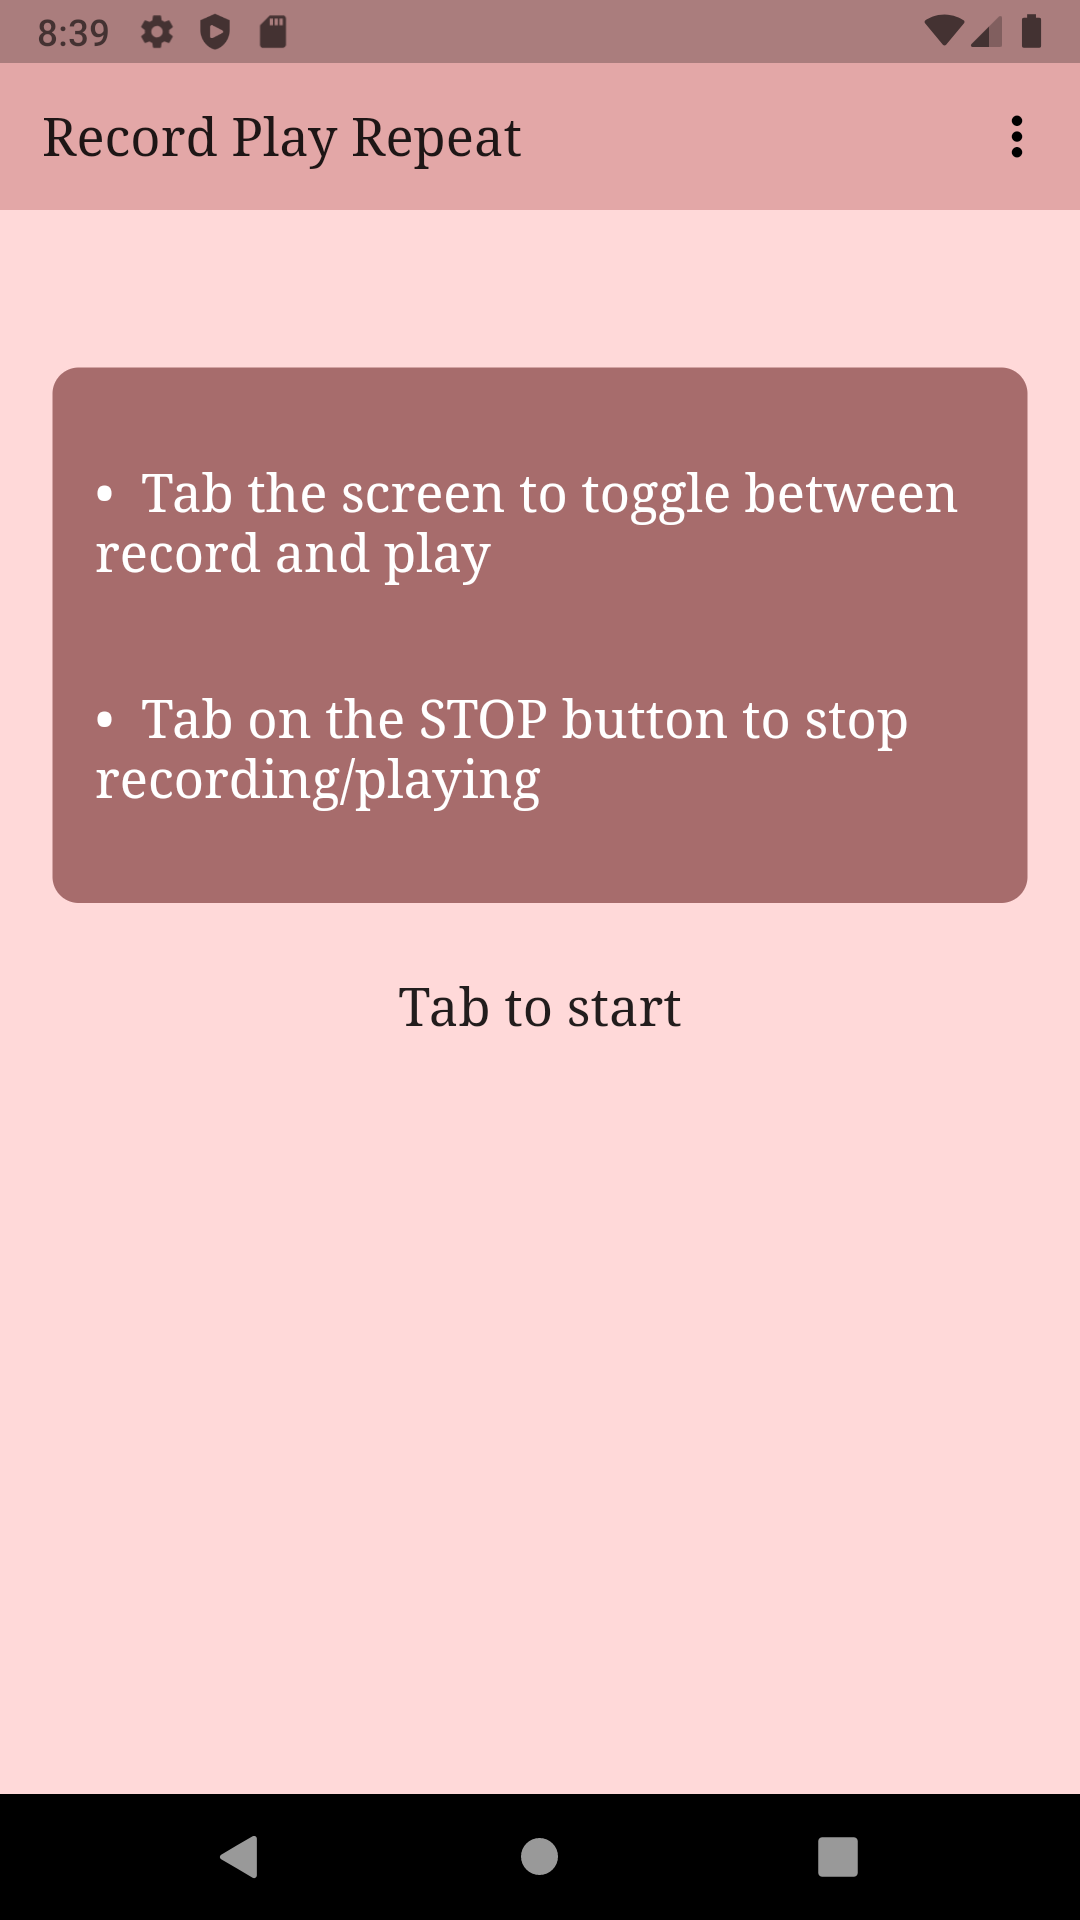 8:39
Record Play Repeat
• Tab the screen to toggle between
record and play
• Tab on the STOP button to stop
recording/playing
Tab to start